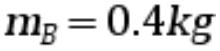 m_B = 0.4kg